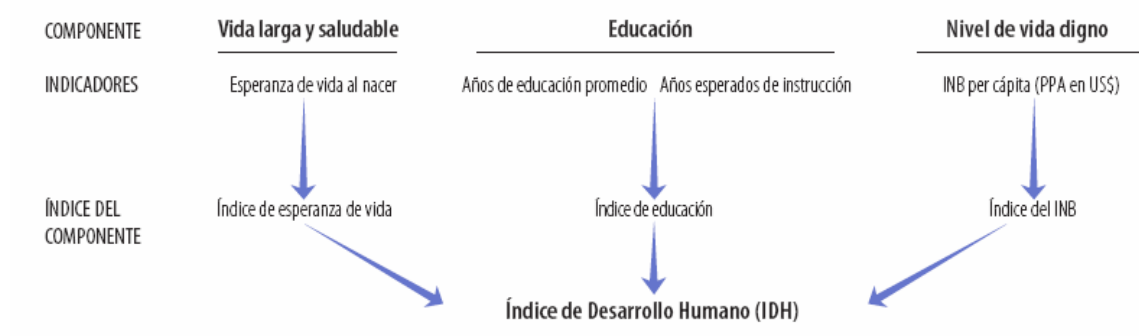 COMPONENTE Vida larga y saludable Educación Nivel de vida digno
INDICADORES Esperanza de vida al nacer Años de educación promedio Años esperados de instrucción INB per cápita (PPA en US$)
ÍNDICE DEL Índice de esperanza de vida Índice de educación Índice del INB
COMPONENTE
Índice de Desarrollo Humano (IDH)